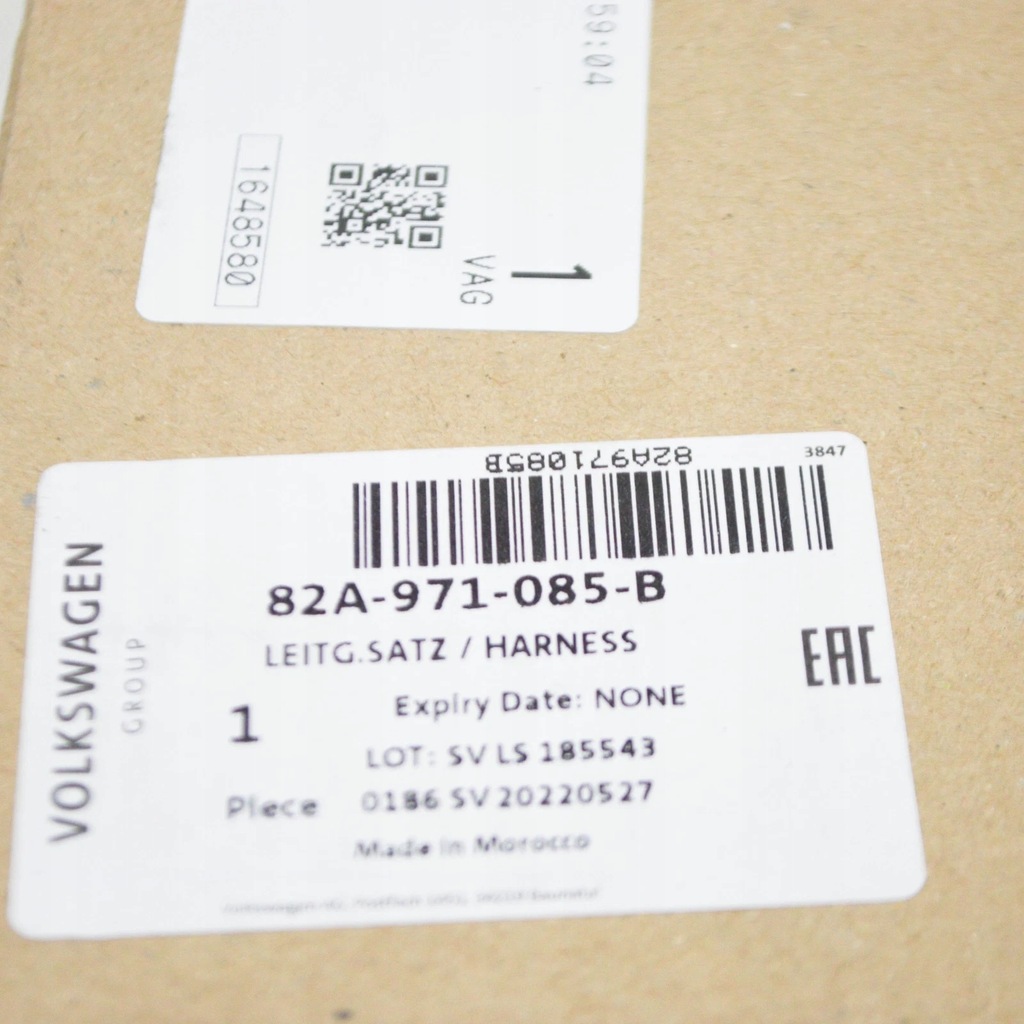 59:04
1648580
1
VAG
82A971085B
3847
VOLKSWAGEN
GROUP
82A-971-085-B
LEITG.SATZ / HARNESS
EAC
Expiry Date: NONE
1
LOT: SV LS 185543
Piece
0186 SV 20220527
Made in Morocco